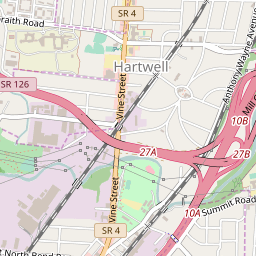 SR 4
raith Road
Hartwell
Anthony Wayne Avenue
SR 126
Vine Street
Mill C
10B
27A
27B
Vine Street
10A
Summit Road
SR 4
t North Bend R